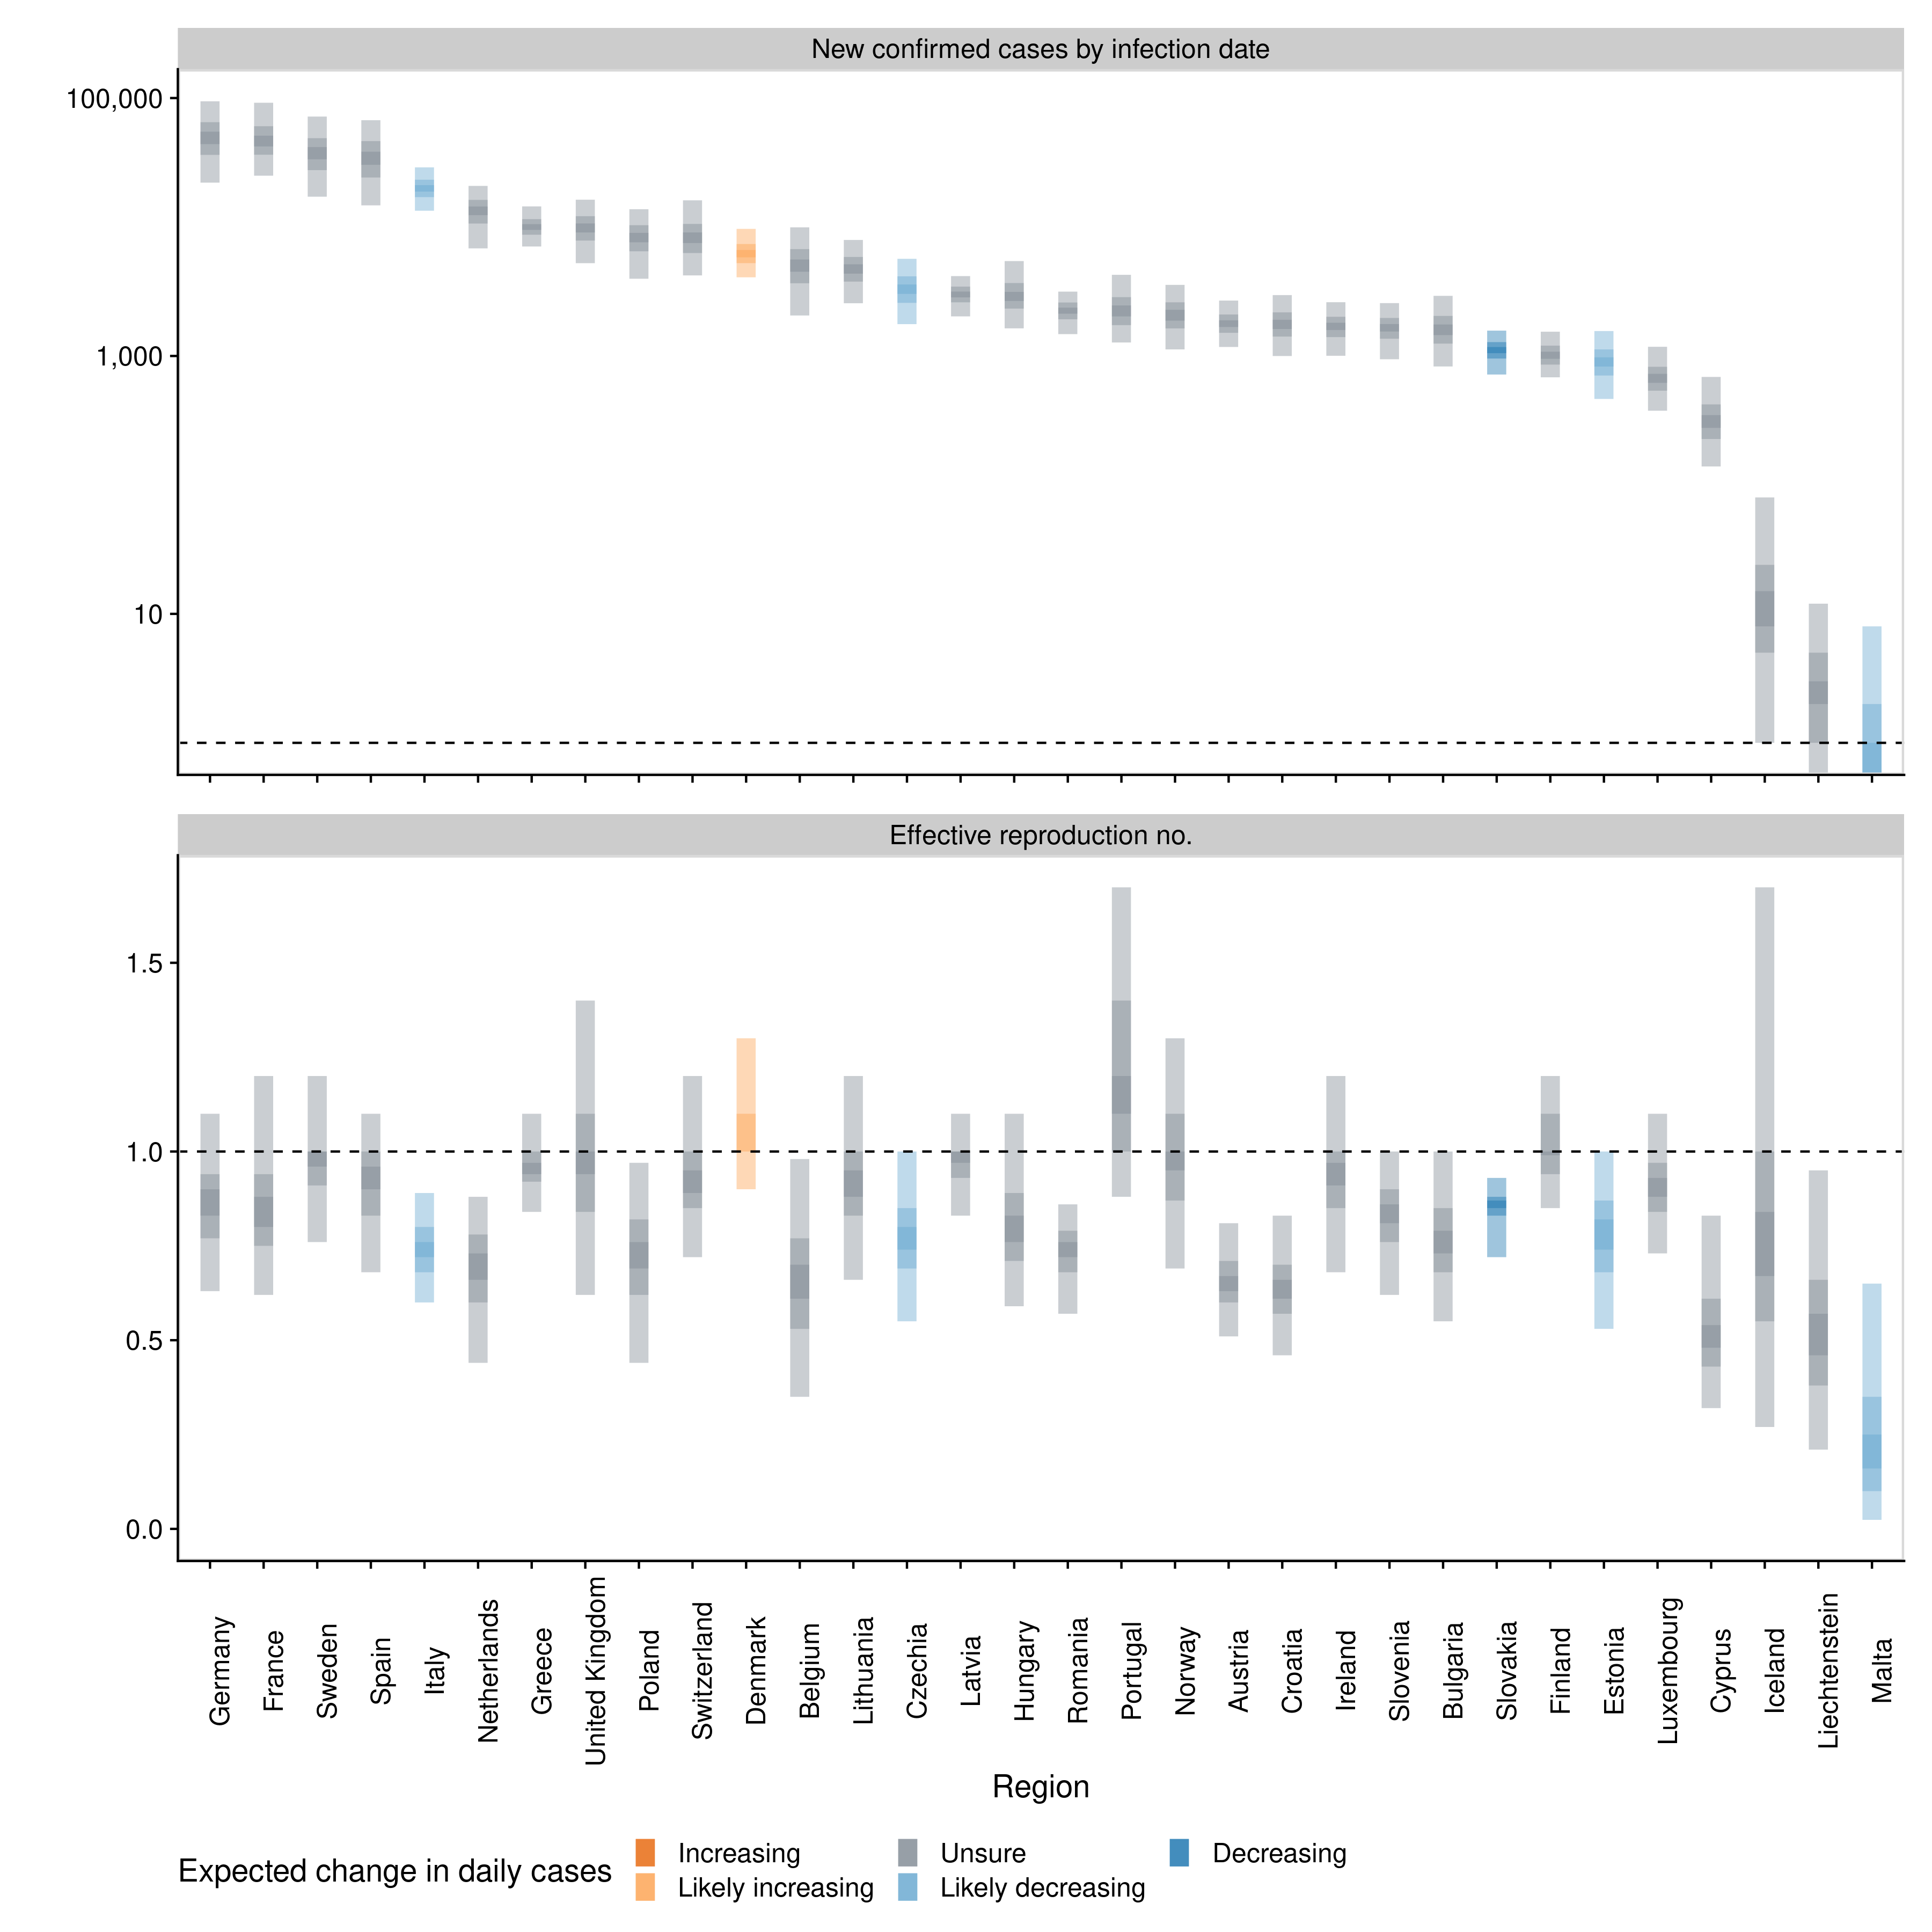 New confirmed cases by infection date
100,000
1,000
10
Effective reproduction no.
1.5
1.0
0.5
0.0
Germany
France
Sweden
Spain
Italy
Netherlands
Greece
United Kingdom
Poland
Switzerland
Denmark
Belgium
Lithuania
Czechia
Latvia
Hungary
Romania
Portugal
Norway
Austria
Croatia
Ireland
Slovenia
Bulgaria
Slovakia
Finland
Estonia
Luxembourg
Cyprus
Iceland
Liechtenstein
Malta
Region
Expected change in daily cases
Increasing
Likely increasing
Unsure
Likely decreasing
Decreasing